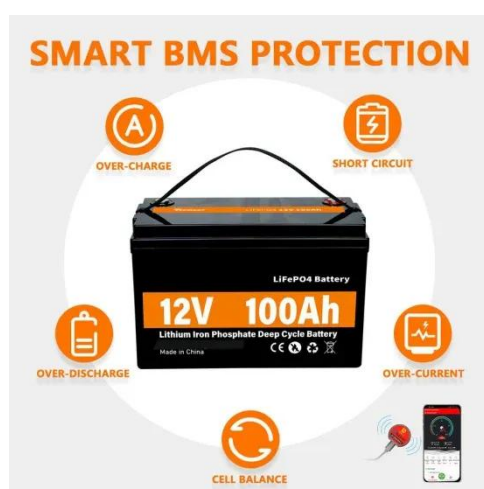 SMART BMS PROTECTION
A
OVER-CHARGE
SHORT CIRCUIT
LiFePO4 Battery
12V 100Ah
Lithium Iron Phosphate Deep Cycle Battery
Made in China
CE
OVER-DISCHARGE
OVER-CURRENT
CELL BALANCE